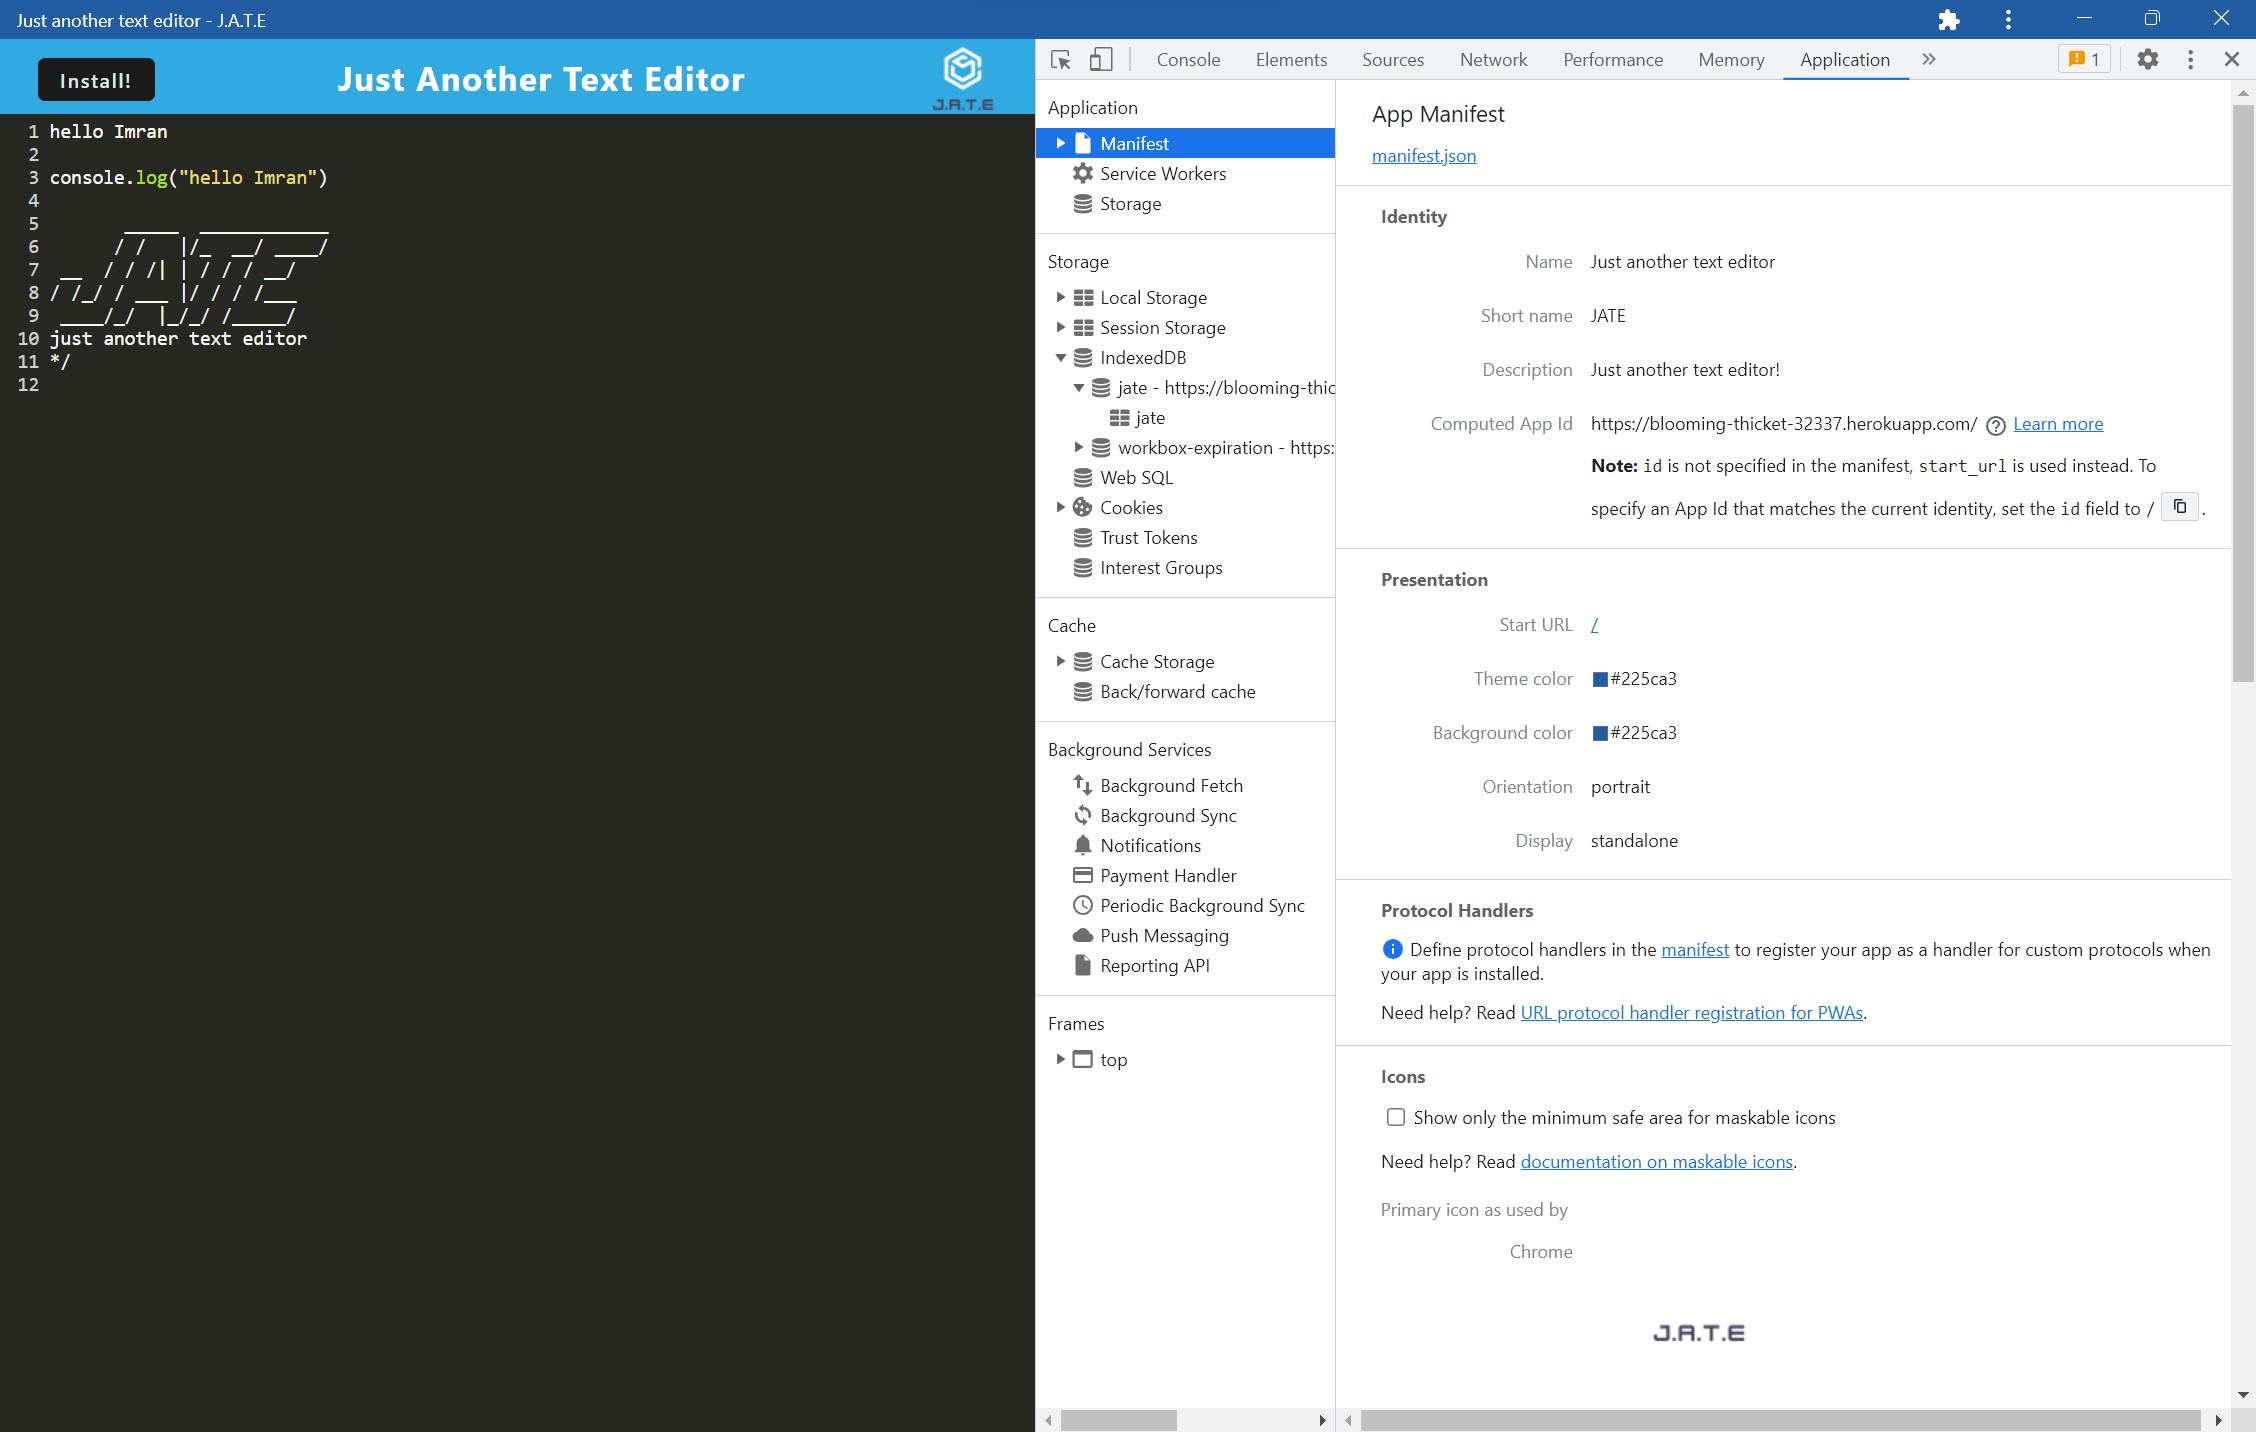 Just another text editor - J.A.T.E
Install!
Just Another Text Editor
J.A.T.E
1 hello Imran
2
3 console.log("hello Imran")
4
5       _____  ____________
6      / /   |/_  __/ ____/
7  __  / / /| | / / / __/
8 / /_/ / ___ |/ / / /___
9  ____/_/  |_/_/ /_____/
10 just another text editor
11 */
12
Console Elements Sources Network Performance Memory Application » 1
Application
Manifest
Service Workers
Storage
Storage
Local Storage
Session Storage
IndexedDB
jate - https://blooming-thic
jate
workbox-expiration - https:
Web SQL
Cookies
Trust Tokens
Interest Groups
Cache
Cache Storage
Back/forward cache
Background Services
Background Fetch
Background Sync
Notifications
Payment Handler
Periodic Background Sync
Push Messaging
Reporting API
Frames
top
App Manifest
manifest.json
Identity
Name Just another text editor
Short name JATE
Description Just another text editor!
Computed App Id https://blooming-thicket-32337.herokuapp.com/ Learn more
Note: id is not specified in the manifest, start_url is used instead. To
specify an App Id that matches the current identity, set the id field to / .
Presentation
Start URL /
Theme color #225ca3
Background color #225ca3
Orientation portrait
Display standalone
Protocol Handlers
Define protocol handlers in the manifest to register your app as a handler for custom protocols when
your app is installed.
Need help? Read URL protocol handler registration for PWAs.
Icons
Show only the minimum safe area for maskable icons
Need help? Read documentation on maskable icons.
Primary icon as used by
Chrome
J.A.T.E